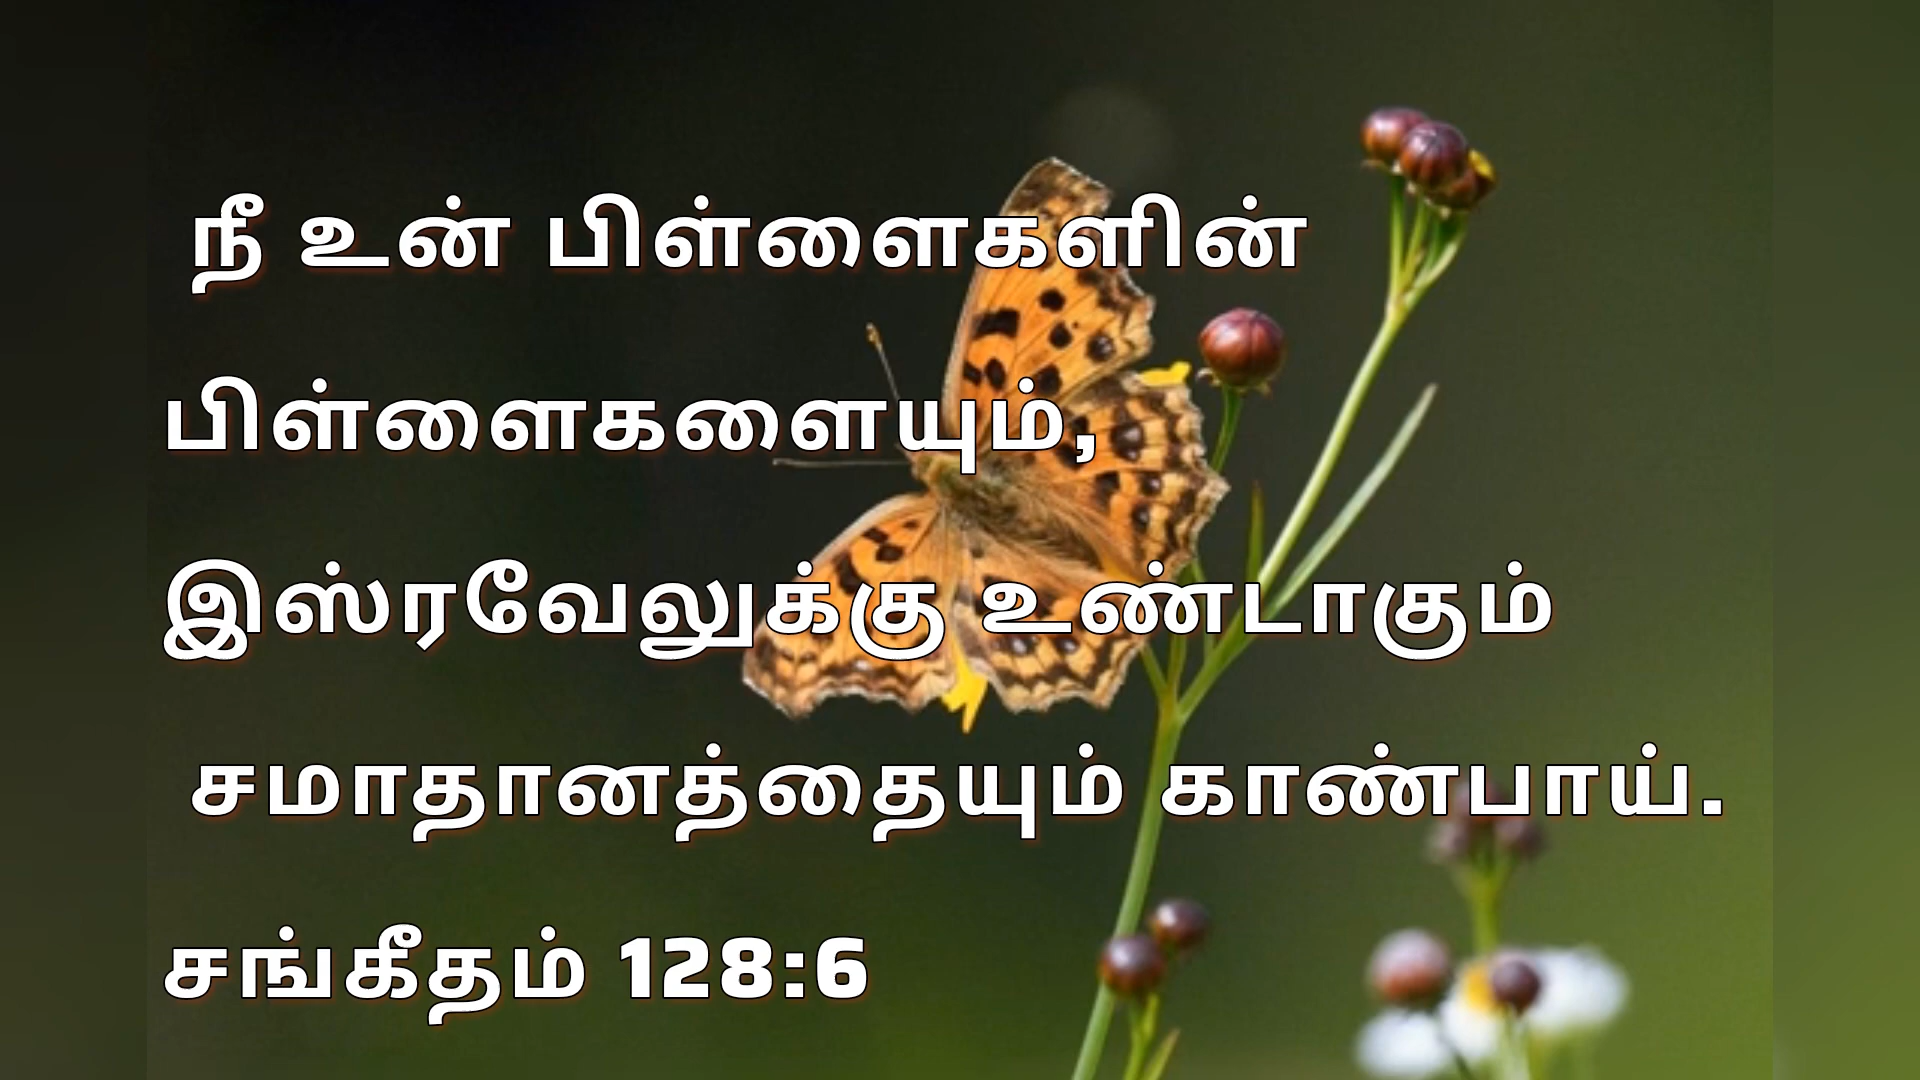 நீ உன் பிள்ளைகளின்
பிள்ளைகளையும்,
இஸ்ரவேலுக்கு உண்டாகும்
சமாதானத்தையும் காண்பாய்.
சங்கீதம் 128:6